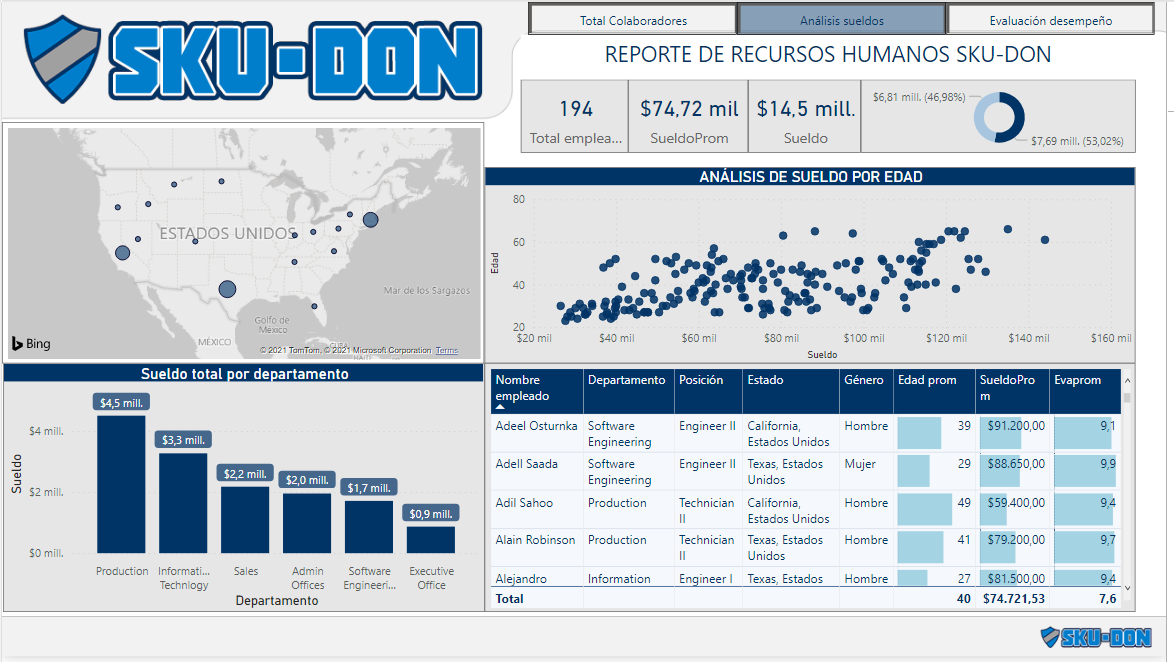 SKU-DON
Total Colaboradores
Análisis sueldos
Evaluación desempeño
REPORTE DE RECURSOS HUMANOS SKU-DON
194
Total emplea...
$74,72 mil
SueldoProm
$14,5 mill.
Sueldo
$6,81 mill. (46,98%)
$7,69 mill. (53,02%)
ESTADOS UNIDOS
Mar de los Sargazos
Golfo de
México
MÉXICO
CUBA
HAITÍ
Bing
© 2021 TomTom, © 2021 Microsoft Corporation Terms
ANÁLISIS DE SUELDO POR EDAD
80
60
40
20
Edad
$20 mil $40 mil $60 mil $80 mil $100 mil $120 mil $140 mil $160 mil
Sueldo
Sueldo total por departamento
$4 mill.
$2 mill.
$0 mill.
Sueldo
$4,5 mill.
$3,3 mill.
$2,2 mill.
$2,0 mill.
$1,7 mill.
$0,9 mill.
Production
Informati...
Technlogy
Sales
Admin
Offices
Software
Engineeri...
Executive
Office
Departamento
Nombre empleado Departamento Posición Estado Género Edad prom SueldoProm Evaprom
Adeel Osturnka Software Engineering Engineer II California, Estados Unidos Hombre 39 $91.200,00 9,1
Adell Saada Software Engineering Engineer II Texas, Estados Unidos Mujer 29 $88.650,00 9,9
Adil Sahoo Production Technician II California, Estados Unidos Hombre 49 $59.400,00 9,4
Alain Robinson Production Technician II Texas, Estados Unidos Hombre 41 $79.200,00 9,7
Alejandro Information Engineer I Texas, Estados Hombre 27 $81.500,00 9,4
Total 40 $74.721,53 7,6
SKU-DON